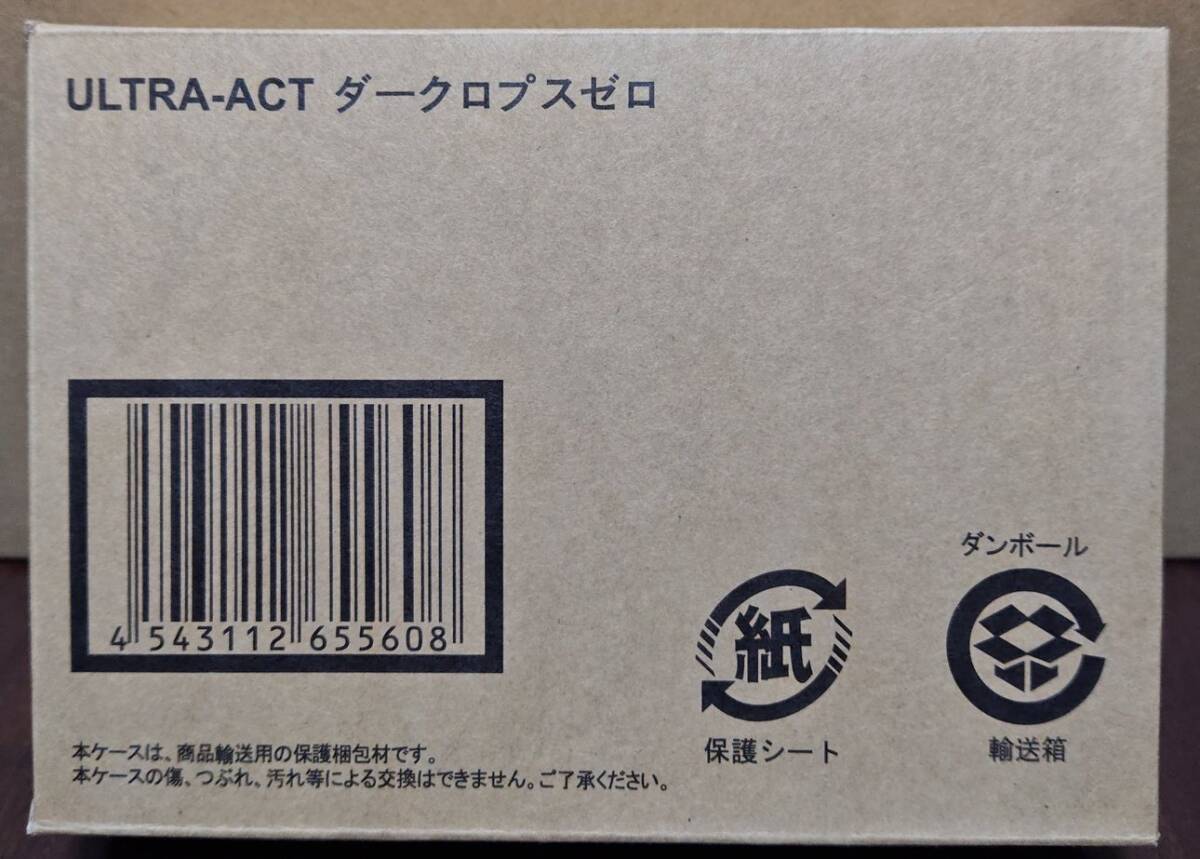 ULTRA-ACT ダークロプスゼロ
4 543112 655608
ダンボール
紙
保護シート
輸送箱
本ケースは、商品輸送用の保護梱包材です。
本ケースの傷、つぶれ、汚れ等による交換はできません。ご了承ください。